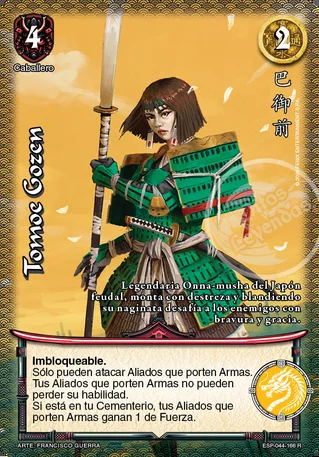 4
2
Caballero
巴御前
Tomoe Gozen
Legendaria Onna-musha del Japón
feudal, monta con destreza y blandiendo
su naginata desafía a los enemigos con
bravura y gracia.
Imbloqueable.
Sólo pueden atacar Aliados que porten Armas.
Tus Aliados que porten Armas no pueden
perder su habilidad.
Si está en tu Cementerio, tus Aliados que
porten Armas ganan 1 de Fuerza.
ARTE: FRANCISCO GUERRA
ESP-044-166 R